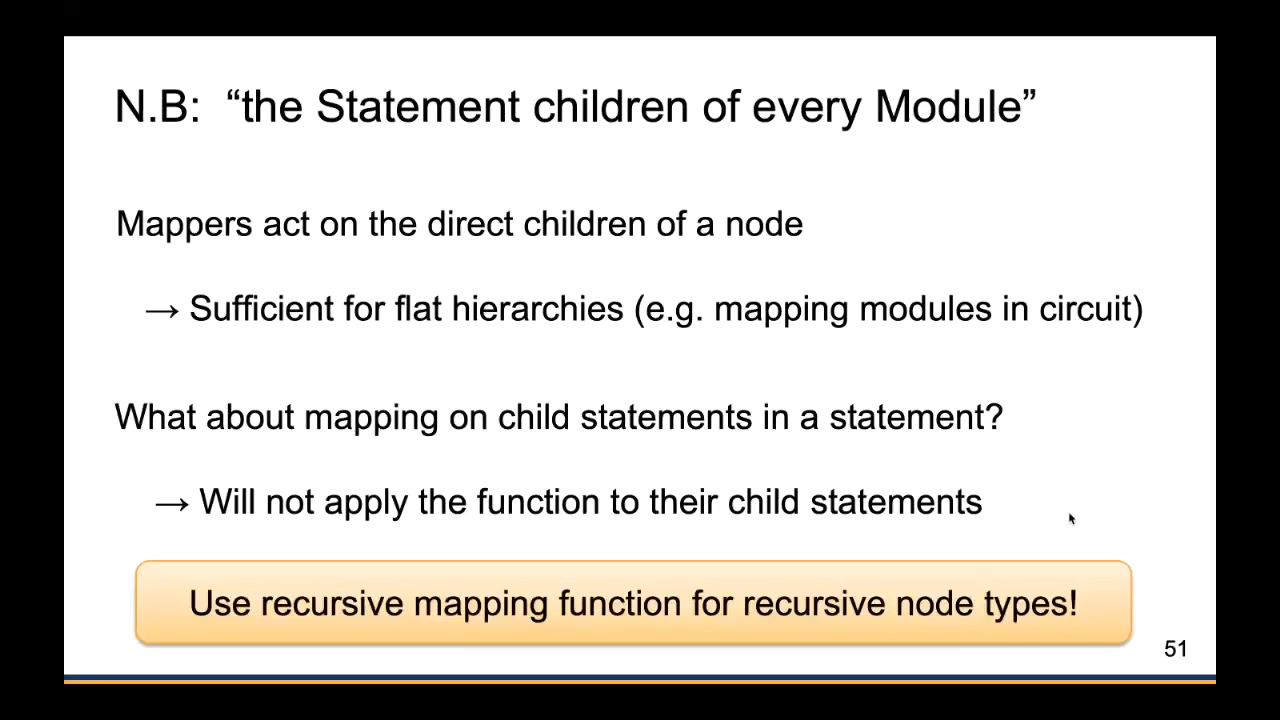 N.B: “the Statement children of every Module”
Mappers act on the direct children of a node
→ Sufficient for flat hierarchies (e.g. mapping modules in circuit)
What about mapping on child statements in a statement?
→ Will not apply the function to their child statements
Use recursive mapping function for recursive node types!
51